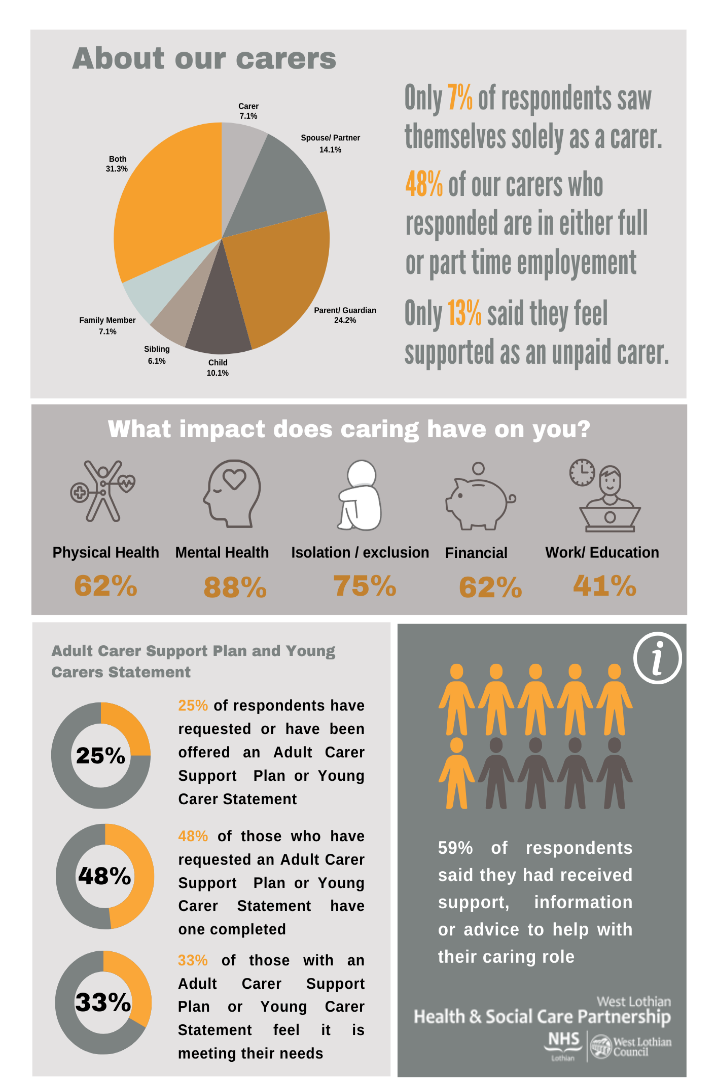 About our carers
Carer
7.1%
Spouse/ Partner
14.1%
Both
31.3%
Parent/ Guardian
24.2%
Family Member
7.1%
Sibling
6.1%
Child
10.1%
Only 7% of respondents saw
themselves solely as a carer.
48% of our carers who
responded are in either full
or part time employement
Only 13% said they feel
supported as an unpaid carer.
What impact does caring have on you?
Physical Health
62%
Mental Health
88%
Isolation / exclusion
75%
Financial
62%
Work/ Education
41%
Adult Carer Support Plan and Young
Carers Statement
25%
25% of respondents have
requested or have been
offered an Adult Carer
Support Plan or Young
Carer Statement
48%
48% of those who have
requested an Adult Carer
Support Plan or Young
Carer Statement have
one completed
33%
33% of those with an
Adult Carer Support
Plan or Young Carer
Statement feel it is
meeting their needs
i
59% of respondents
said they had received
support, information
or advice to help with
their caring role
West Lothian
Health & Social Care Partnership
NHS
Lothian
West Lothian
Council